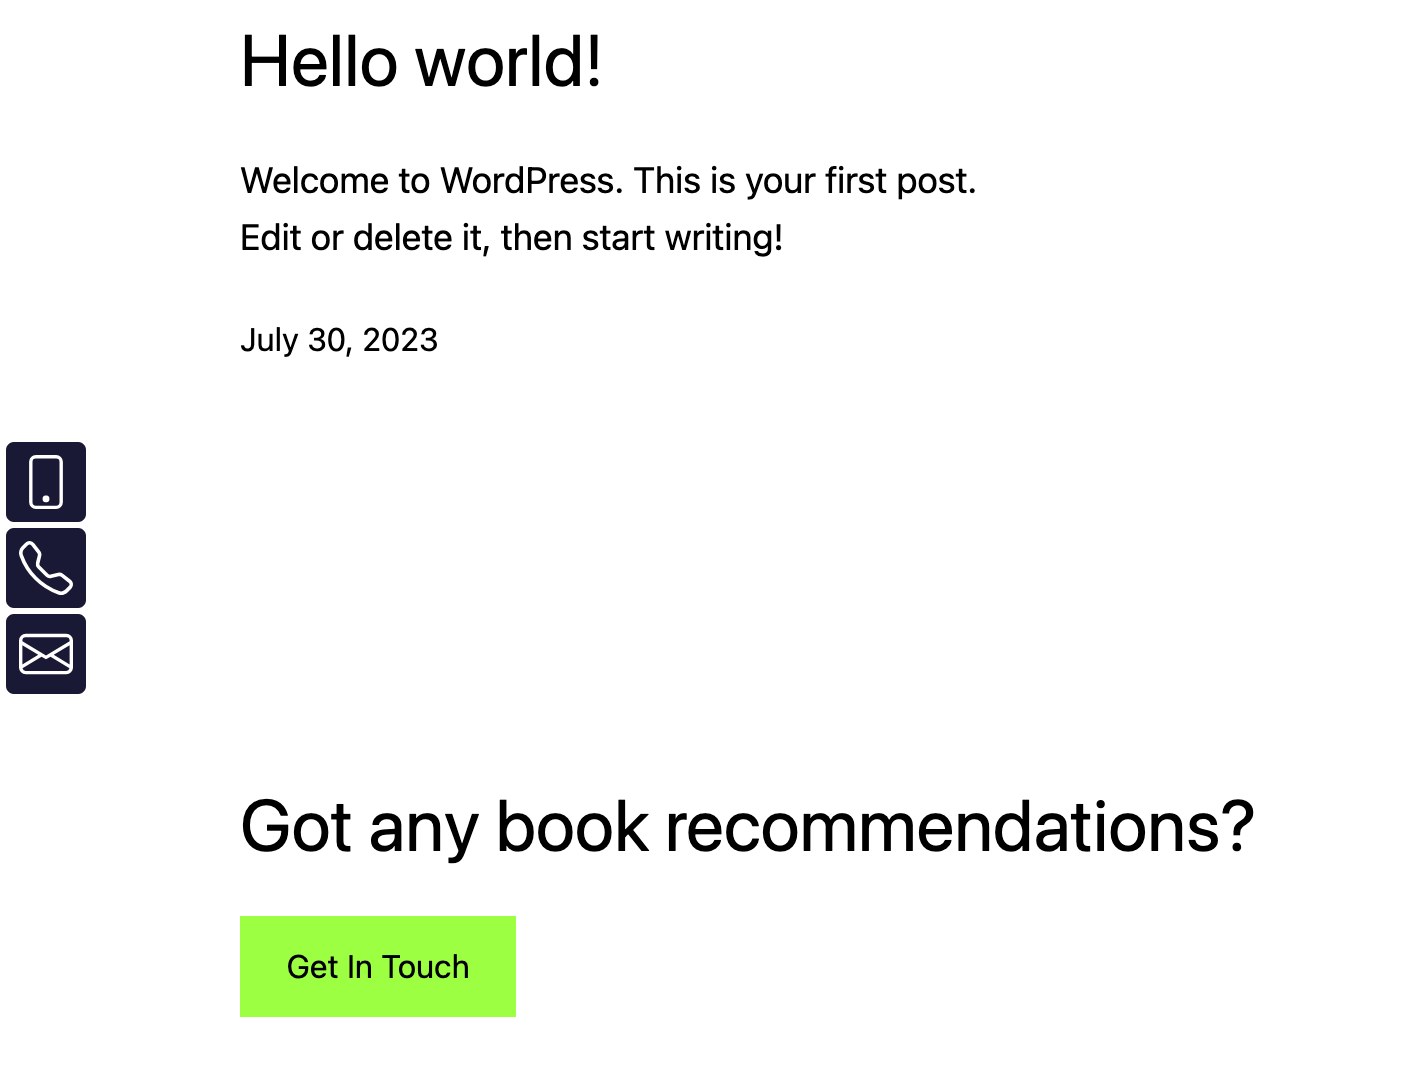 Hello world!
Welcome to WordPress. This is your first post.
Edit or delete it, then start writing!
July 30, 2023
Got any book recommendations?
Get In Touch